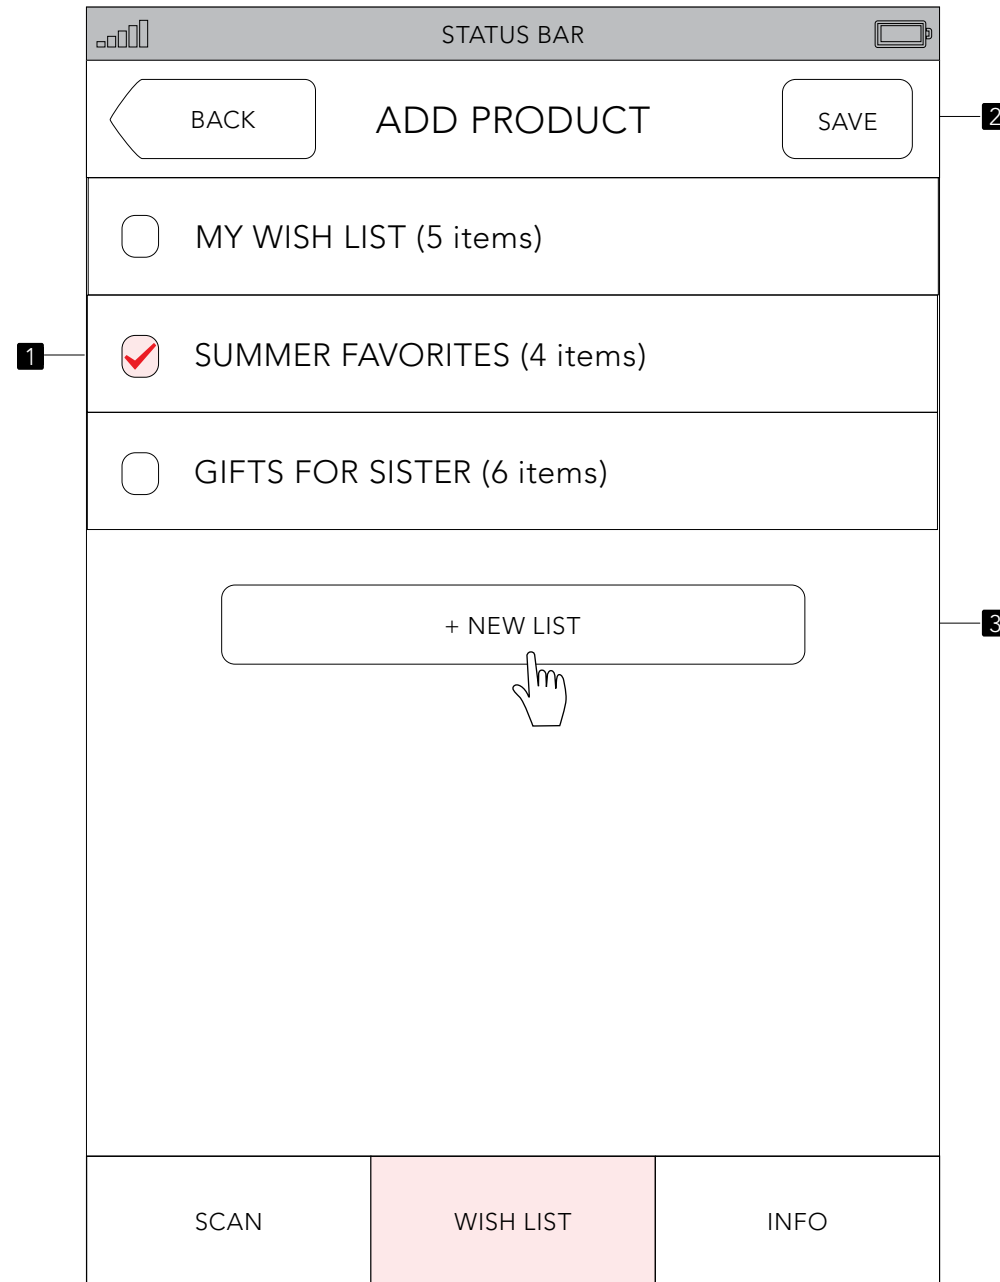 STATUS BAR
BACK
ADD PRODUCT
SAVE
2
MY WISH LIST (5 items)
1
SUMMER FAVORITES (4 items)
GIFTS FOR SISTER (6 items)
+ NEW LIST
3
SCAN
WISH LIST
INFO